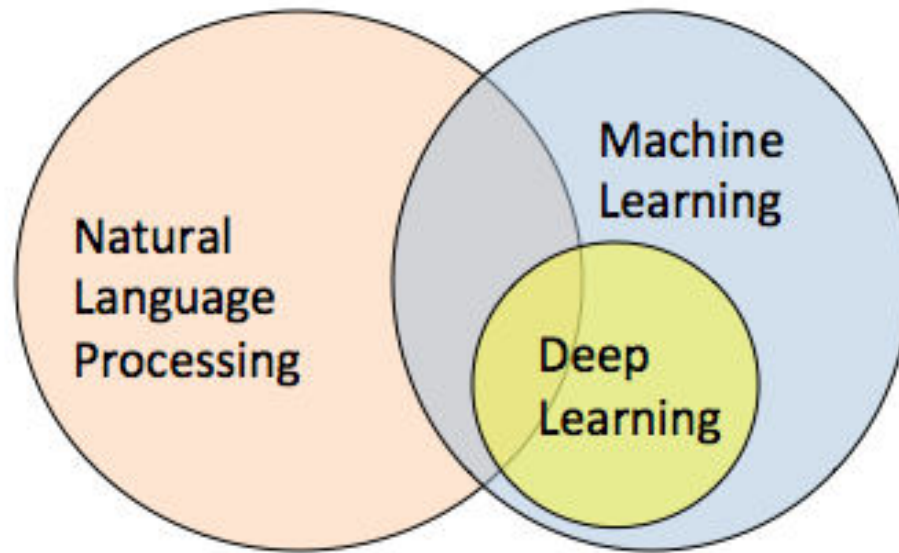 Natural
Language
Processing
Machine
Learning
Deep
Learning